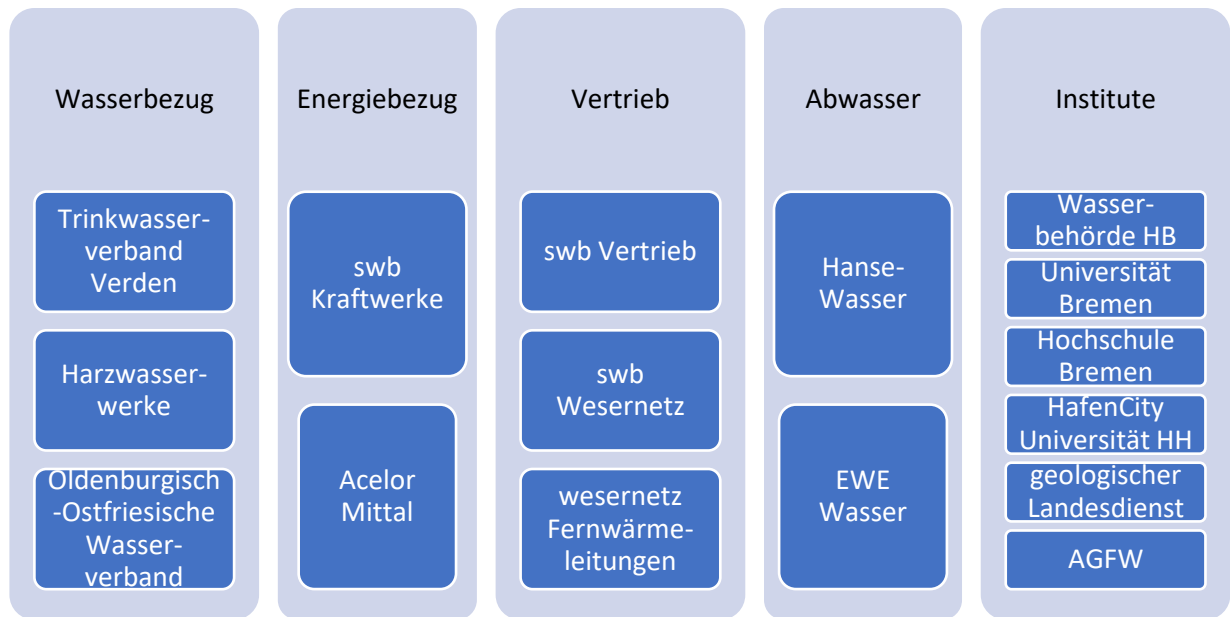 Wasserbezug
Trinkwasser-
verband
Verden
Harzwasser-
werke
Oldenburgisch
-Ostfriesische
Wasser-
verband
Energiebezug
swb
Kraftwerke
Acelor
Mittal
Vertrieb
swb Vertrieb
swb
Wesernetz
wesernetz
Fernwärme-
leitungen
Abwasser
Hanse-
Wasser
EWE
Wasser
Institute
Wasser-
behörde HB
Universität
Bremen
Hochschule
Bremen
HafenCity
Universität HH
geologischer
Landesdienst
AGFW